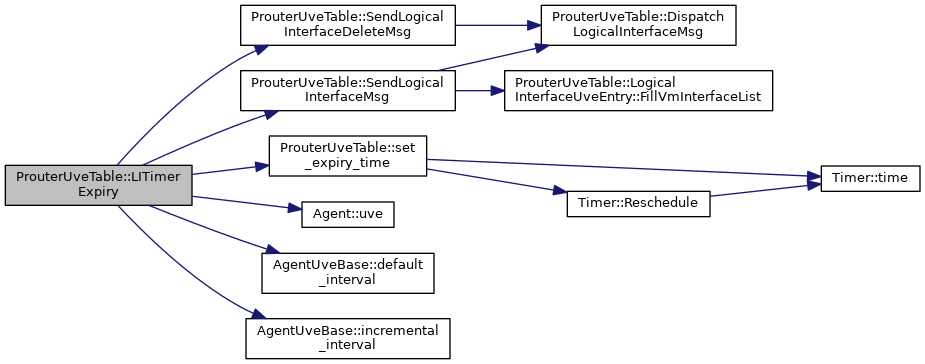 ProuterUveTable::LITimer
Expiry
ProuterUveTable::SendLogical
InterfaceDeleteMsg
ProuterUveTable::SendLogical
InterfaceMsg
ProuterUveTable::set
_expiry_time
Agent::uve
AgentUveBase::default
_interval
AgentUveBase::incremental
_interval
ProuterUveTable::Dispatch
LogicalInterfaceMsg
ProuterUveTable::Logical
InterfaceUveEntry::FillVmInterfaceList
Timer::Reschedule
Timer::time